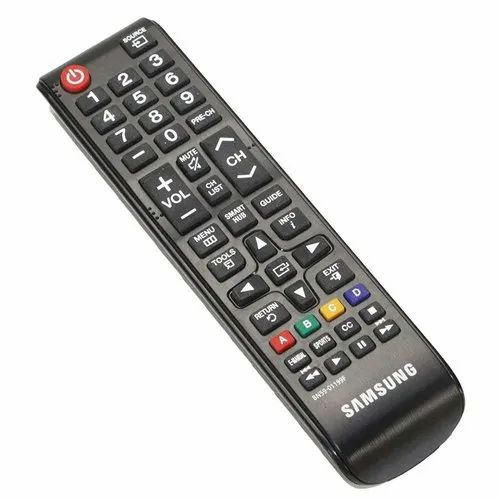 SOURCE
1 2 3
4 5 6
7 8 9
- 0 PRE-CH
MUTE
+ VOL -
CH LIST
CH
MENU
SMART HUB
GUIDE
TOOLS
INFO
i
RETURN
EXIT
A B C D
E-MANUAL SPORTS CC
BN59-01199F
SAMSUNG